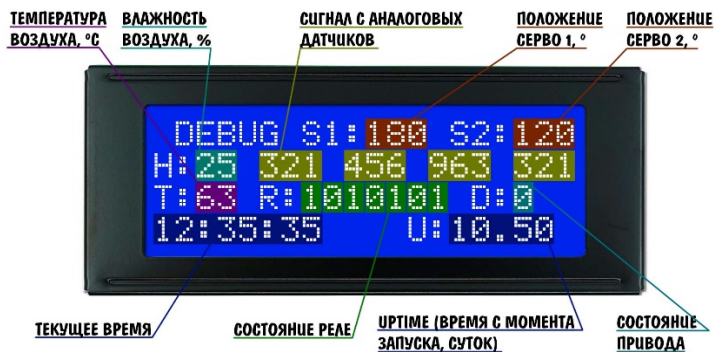 ТЕМПЕРАТУРА
ВОЗДУХА, °C
ВЛАЖНОСТЬ
ВОЗДУХА, %
СИГНАЛ С АНАЛОГОВЫХ
ДАТЧИКОВ
ПОЛОЖЕНИЕ
СЕРВО 1, °
ПОЛОЖЕНИЕ
СЕРВО 2, °
DEBUG S1:180 S2:120
H:25 321 456 963 321
T:63 R:1010101 D:0
12:35:35 U:10.50
ТЕКУЩЕЕ ВРЕМЯ
СОСТОЯНИЕ РЕЛЕ
UPTIME (ВРЕМЯ С МОМЕНТА
ЗАПУСКА, СУТОК)
СОСТОЯНИЕ
ПРИВОДА